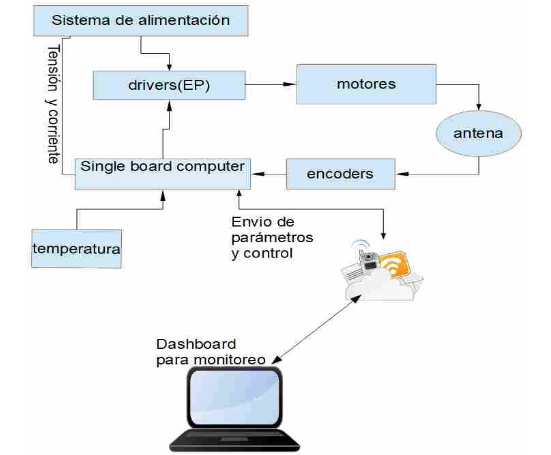 Sistema de alimentación
Tensión y corriente
drivers(EP)
motores
antena
Single board computer
encoders
temperatura
Envio de
parámetros
y control
Dashboard
para monitoreo